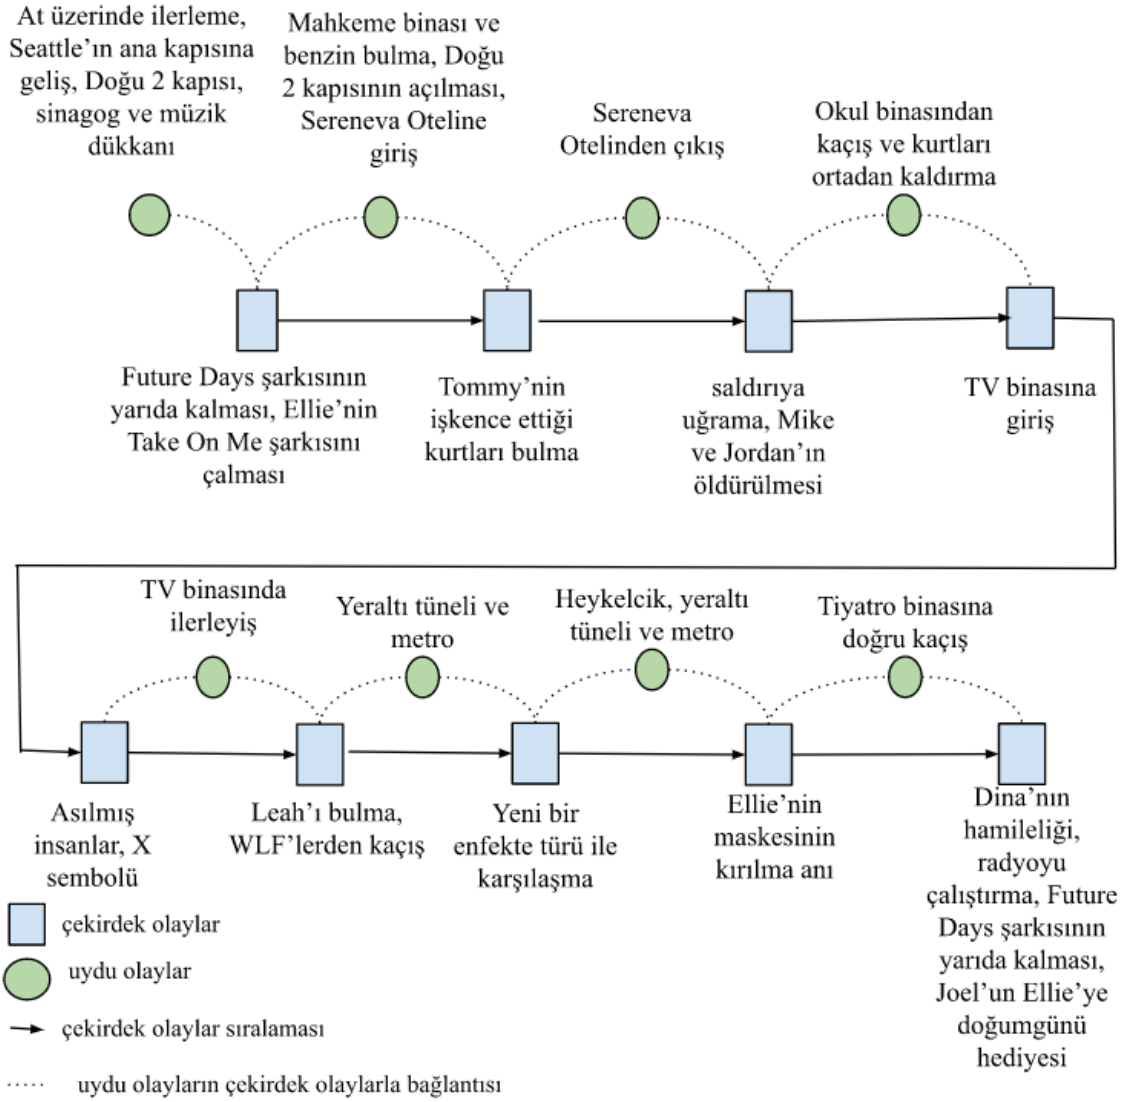 At üzerinde ilerleme,
Seattle’ın ana kapısına
geliş, Doğu 2 kapısı,
sinagog ve müzik
dükkanı
Mahkeme binası ve
benzin bulma, Doğu
2 kapısının açılması,
Sereneva Oteline
giriş
Sereneva
Otelinden çıkış
Okul binasından
kaçış ve kurtları
ortadan kaldırma
Future Days şarkısının
yarıda kalması, Ellie’nin
Take On Me şarkısını
çalması
Tommy’nin
işkence ettiği
kurtları bulma
saldırıya
uğrama, Mike
ve Jordan’ın
öldürülmesi
TV binasına
giriş
TV binasında
ilerleyiş
Yeraltı tüneli ve
metro
Heykelcik, yeraltı
tüneli ve metro
Tiyatro binasına
doğru kaçış
Asılmış
insanlar, X
sembolü
Leah’ı bulma,
WLF’lerden kaçış
Yeni bir
enfekte türü ile
karşılaşma
Ellie’nin
maskesinin
kırılma anı
Dina’nın
hamileliği,
radyoyu
çalıştırma, Future
Days şarkısının
yarıda kalması,
Joel’un Ellie’ye
doğumgünü
hediyesi
çekirdek olaylar
uydu olaylar
çekirdek olaylar sıralaması
uydu olayların çekirdek olaylarla bağlantısı